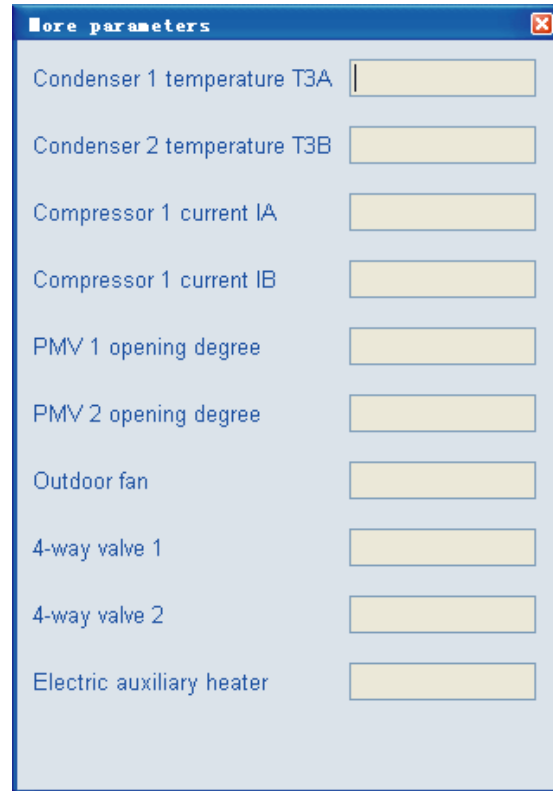 More parameters
Condenser 1 temperature T3A
Condenser 2 temperature T3B
Compressor 1 current IA
Compressor 1 current IB
PMV 1 opening degree
PMV 2 opening degree
Outdoor fan
4-way valve 1
4-way valve 2
Electric auxiliary heater